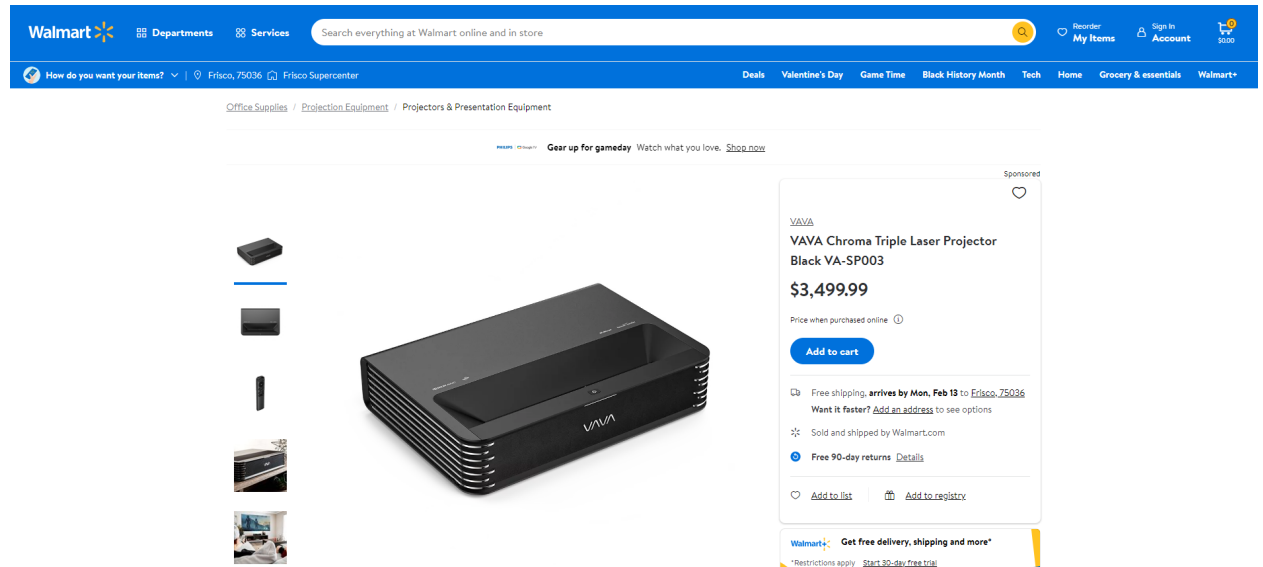 Walmart
Departments
Services
Search everything at Walmart online and in store
Reorder
My Items
Sign In
Account
0
$0.00
How do you want your items?
Frisco, 75036
Frisco Supercenter
Deals
Valentine's Day
Game Time
Black History Month
Tech
Home
Grocery & essentials
Walmart+
Office Supplies / Projection Equipment / Projectors & Presentation Equipment
PHILIPS Google TV
Gear up for gameday Watch what you love. Shop now
Sponsored
VAVA
VAVA Chroma Triple Laser Projector
Black VA-SP003
$3,499.99
Price when purchased online
Add to cart
Free shipping, arrives by Mon, Feb 13 to Frisco, 75036
Want it faster? Add an address to see options
Sold and shipped by Walmart.com
Free 90-day returns Details
Add to list
Add to registry
Walmart+
Get free delivery, shipping and more*
*Restrictions apply Start 30-day free trial
VAVA